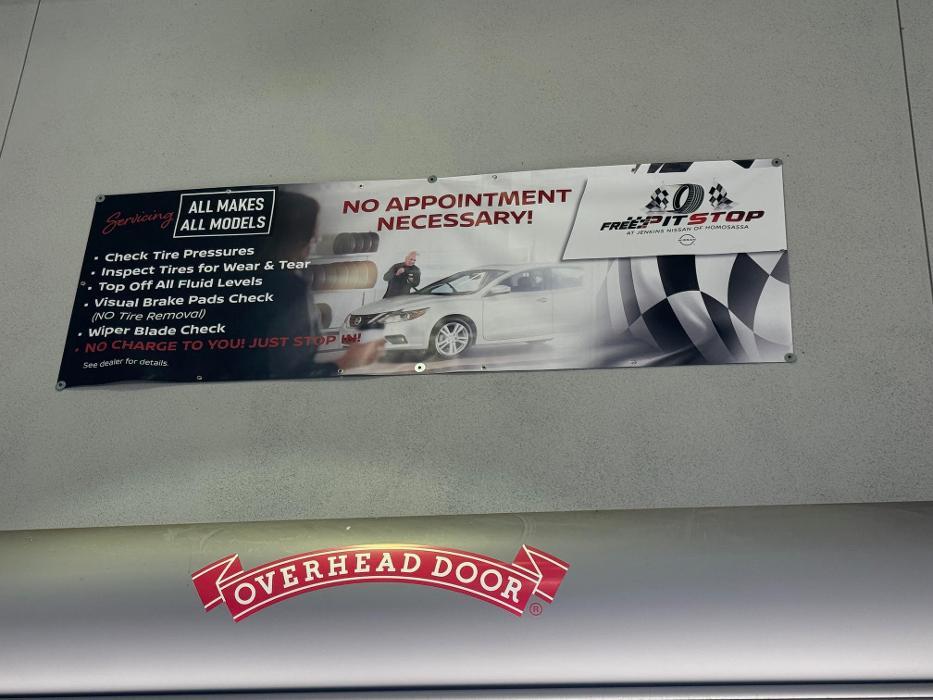 Servicing
ALL MAKES
ALL MODELS
• Check Tire Pressures
• Inspect Tires for Wear & Tear
• Top Off All Fluid Levels
• Visual Brake Pads Check
(NO Tire Removal)
• Wiper Blade Check
• NO CHARGE TO YOU! JUST STOP IN!
See dealer for details.
NO APPOINTMENT
NECESSARY!
FREE PIT STOP
AT JENKINS NISSAN OF HOMOSASSA
NISSAN
OVERHEAD DOOR®